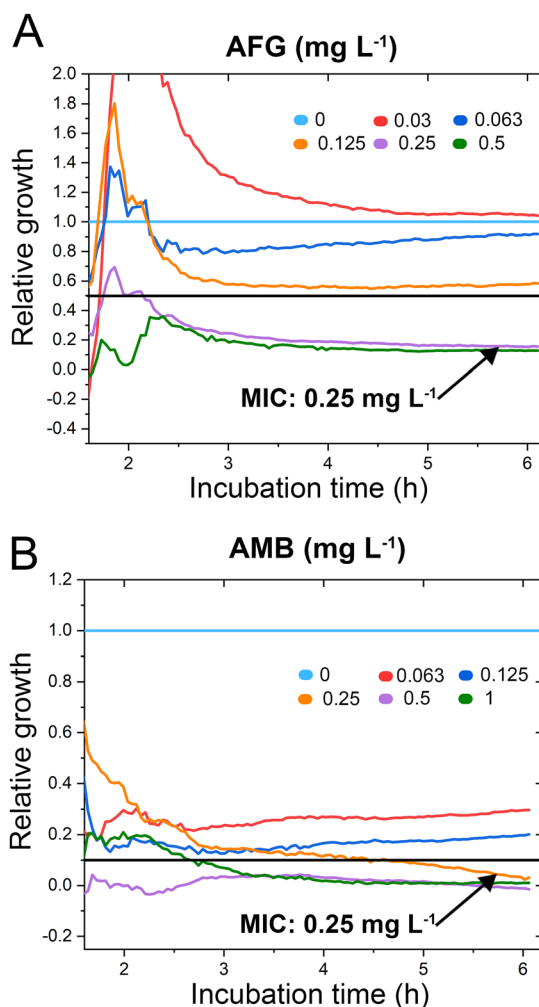 A
AFG (mg L⁻¹)
2.0
1.8
1.6
1.4
1.2
1.0
0.8
0.6
0.4
0.2
0.0
-0.2
-0.4
Relative growth
0 0.03 0.063
0.125 0.25 0.5
MIC: 0.25 mg L⁻¹
2 3 4 5 6
Incubation time (h)
B
AMB (mg L⁻¹)
1.2
1.0
0.8
0.6
0.4
0.2
0.0
-0.2
Relative growth
0 0.063 0.125
0.25 0.5 1
MIC: 0.25 mg L⁻¹
2 3 4 5 6
Incubation time (h)